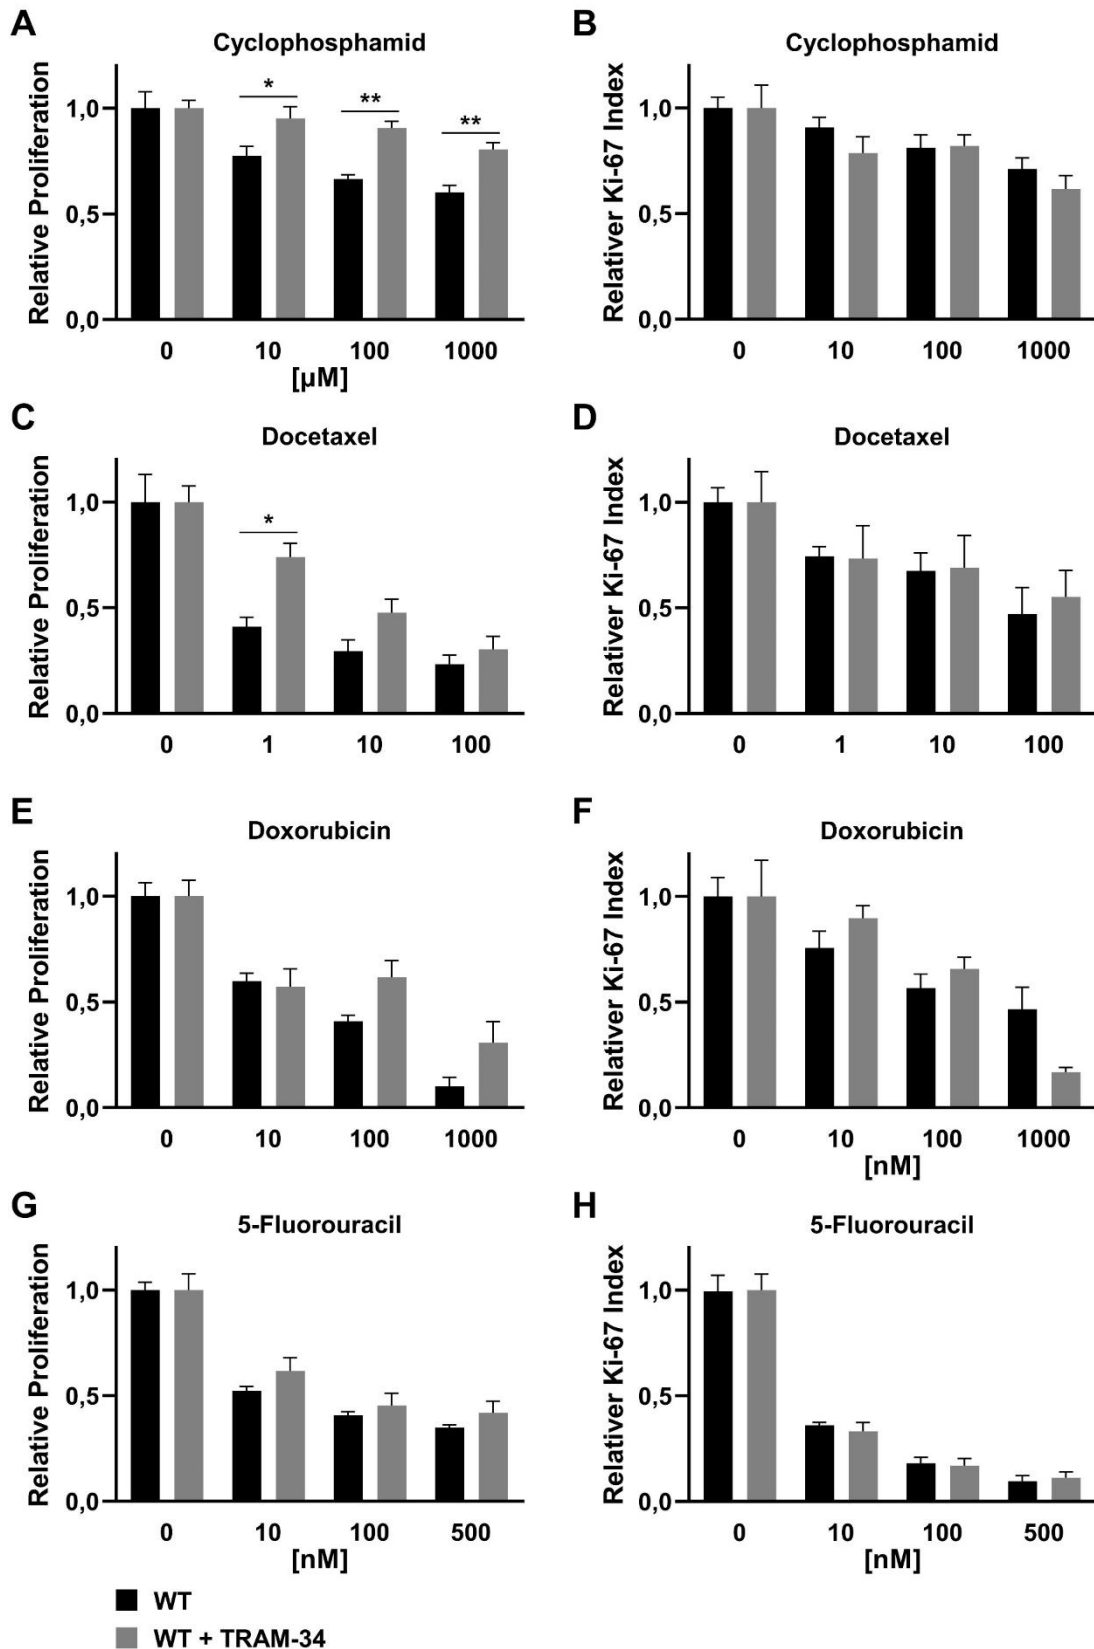 A
Cyclophosphamid
Relative Proliferation
1,0
0,5
0,0
*
**
**
0 10 100 1000
[µM]
B
Cyclophosphamid
Relativer Ki-67 Index
1,0
0,5
0,0
0 10 100 1000
C
Docetaxel
Relative Proliferation
1,0
0,5
0,0
*
0 1 10 100
D
Docetaxel
Relativer Ki-67 Index
1,0
0,5
0,0
0 1 10 100
E
Doxorubicin
Relative Proliferation
1,0
0,5
0,0
0 10 100 1000
F
Doxorubicin
Relativer Ki-67 Index
1,0
0,5
0,0
0 10 100 1000
[nM]
G
5-Fluorouracil
Relative Proliferation
1,0
0,5
0,0
0 10 100 500
[nM]
H
5-Fluorouracil
Relativer Ki-67 Index
1,0
0,5
0,0
0 10 100 500
[nM]
WT
WT + TRAM-34